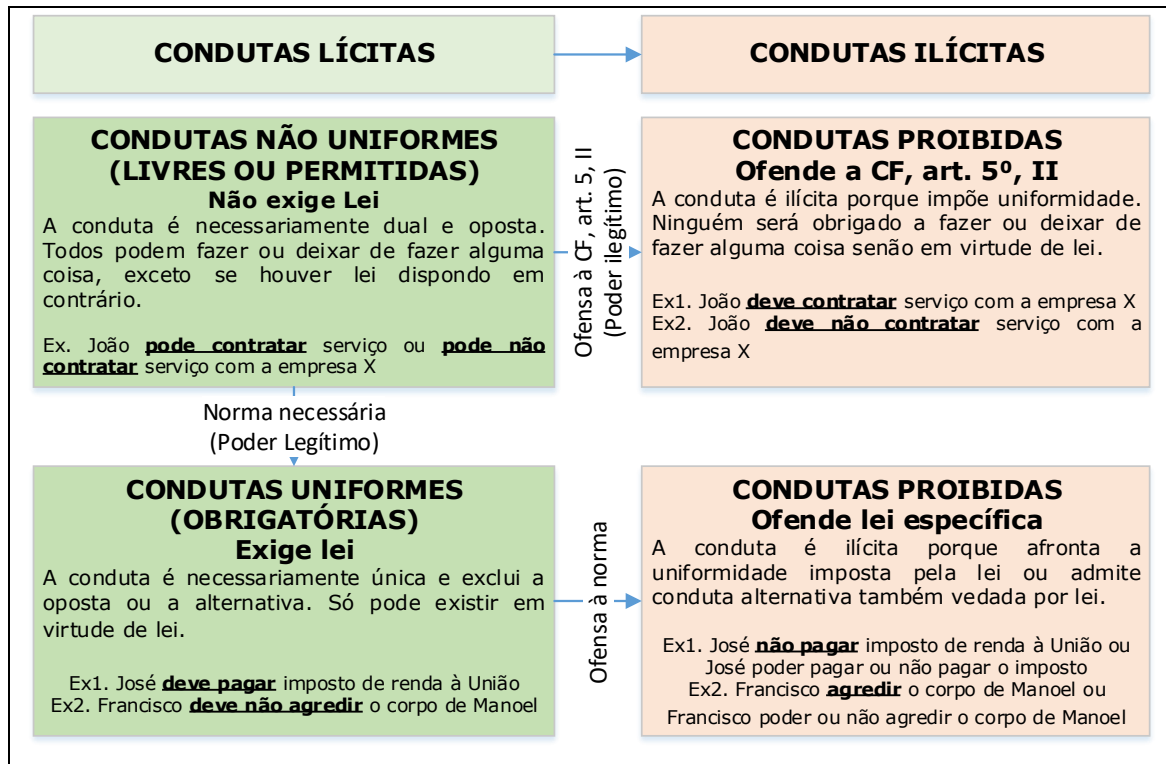 CONDUTAS LÍCITAS
CONDUTAS ILÍCITAS
CONDUTAS NÃO UNIFORMES
(LIVRES OU PERMITIDAS)
Não exige Lei
A conduta é necessariamente dual e oposta.
Todos podem fazer ou deixar de fazer alguma
coisa, exceto se houver lei dispondo em
contrário.
Ex. João pode contratar serviço ou pode não
contratar serviço com a empresa X
Ofensa à CF, art. 5, II
(Poder ilegítimo)
CONDUTAS PROIBIDAS
Ofende a CF, art. 5º, II
A conduta é ilícita porque impõe uniformidade.
Ninguém será obrigado a fazer ou deixar de
fazer alguma coisa senão em virtude de lei.
Ex1. João deve contratar serviço com a empresa X
Ex2. João deve não contratar serviço com a
empresa X
Norma necessária
(Poder Legítimo)
CONDUTAS UNIFORMES
(OBRIGATÓRIAS)
Exige lei
A conduta é necessariamente única e exclui a
oposta ou a alternativa. Só pode existir em
virtude de lei.
Ex1. José deve pagar imposto de renda à União
Ex2. Francisco deve não agredir o corpo de Manoel
Ofensa à norma
CONDUTAS PROIBIDAS
Ofende lei específica
A conduta é ilícita porque afronta a
uniformidade imposta pela lei ou admite
conduta alternativa também vedada por lei.
Ex1. José não pagar imposto de renda à União ou
José poder pagar ou não pagar o imposto
Ex2. Francisco agredir o corpo de Manoel ou
Francisco poder ou não agredir o corpo de Manoel